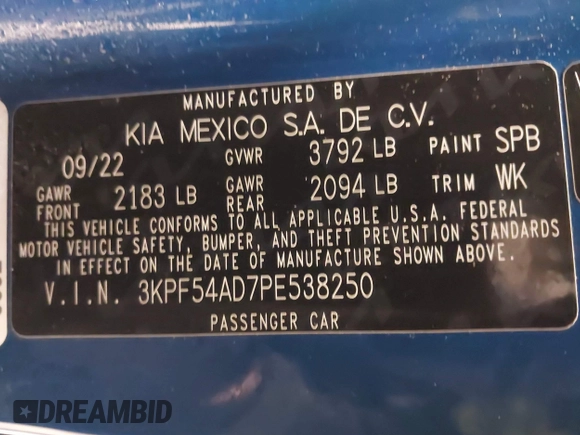 MANUFACTURED BY
KIA MEXICO S.A. DE C.V.
09/22 GVWR 3792 LB PAINT SPB
GAWR FRONT 2183 LB GAWR REAR 2094 LB TRIM WK
THIS VEHICLE CONFORMS TO ALL APPLICABLE U.S.A. FEDERAL
MOTOR VEHICLE SAFETY, BUMPER, AND THEFT PREVENTION STANDARDS
IN EFFECT ON THE DATE OF MANUFACTURE SHOWN ABOVE.
V.I.N. 3KPF54AD7PE538250
PASSENGER CAR
DREAMBID